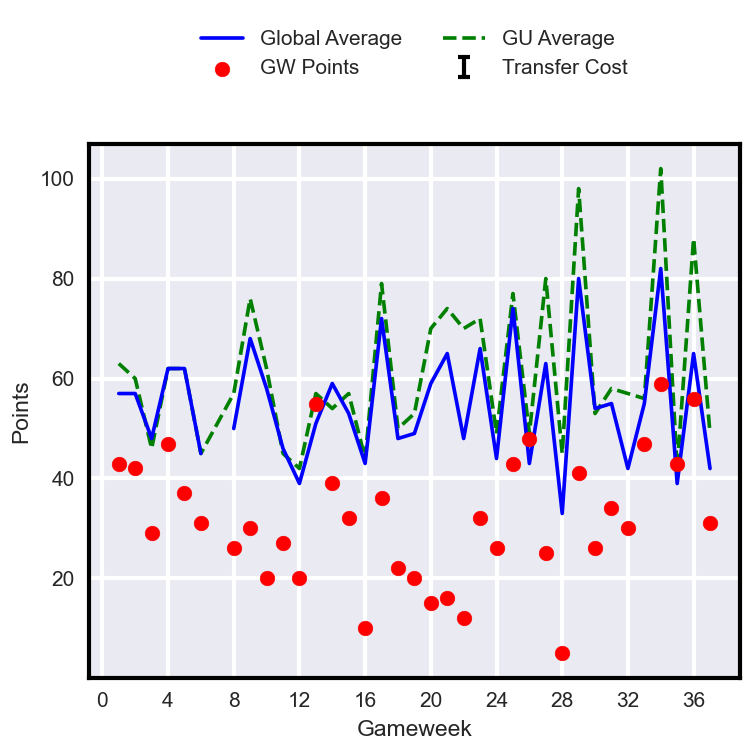 Global Average GU Average
GW Points Transfer Cost
100
80
60
40
20
Points
0 4 8 12 16 20 24 28 32 36
Gameweek